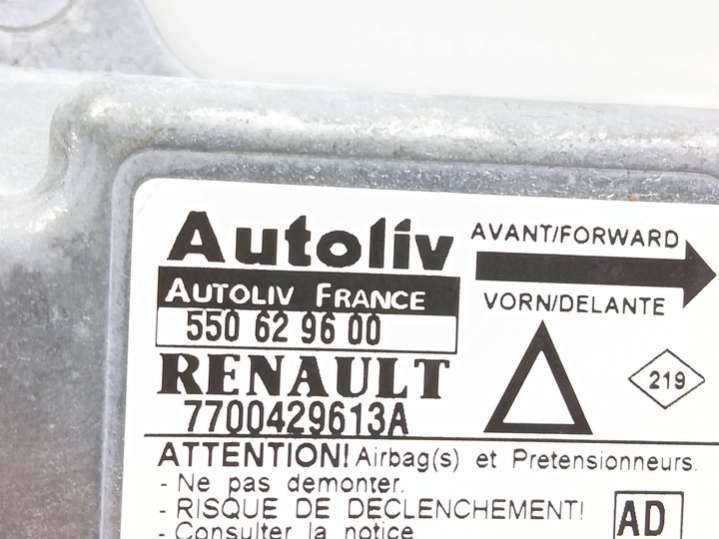 Autoliv
AUTOLIV FRANCE
550 62 96 00
RENAULT
7700429613A
AVANT/FORWARD
VORN/DELANTE
219
ATTENTION! Airbag(s) et Pretensionneurs.
- Ne pas demonter.
- RISQUE DE DECLENCHEMENT!
- Consulter la notice
AD